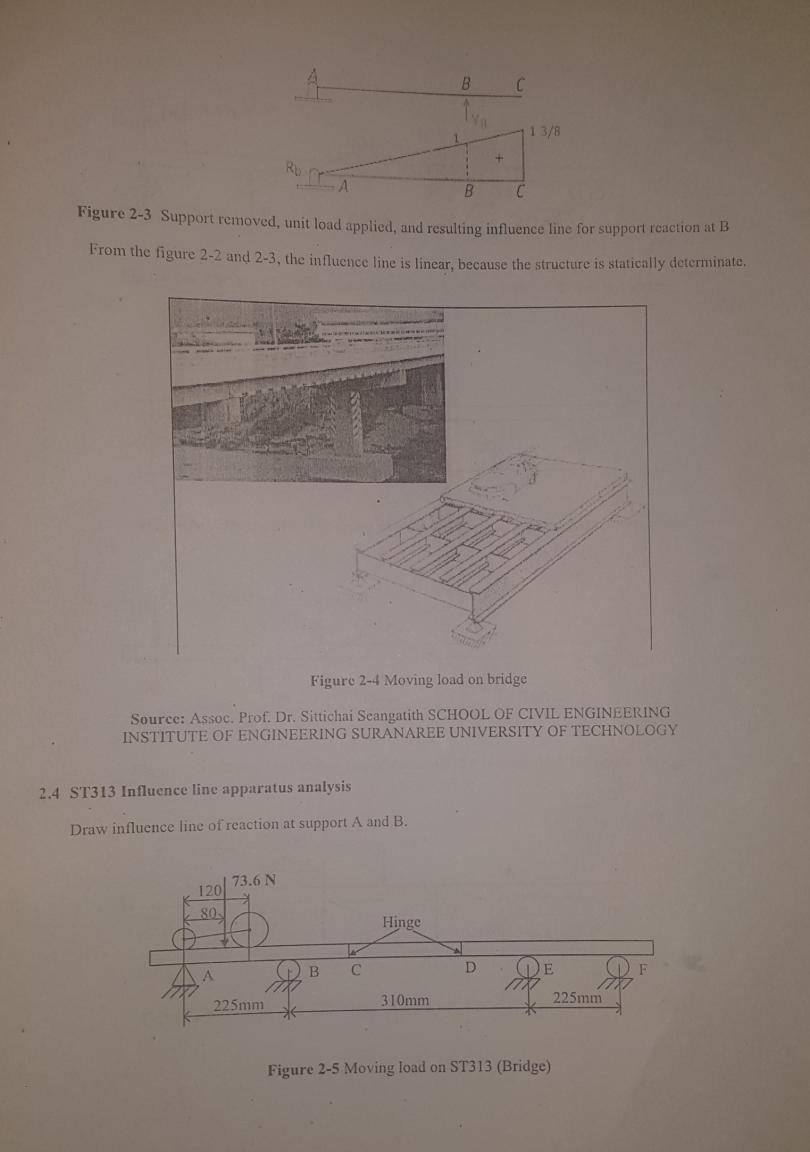 A
B C
V_B
1 1 3/8
R_b
+
A B C
Figure 2-3 Support removed, unit load applied, and resulting influence line for support reaction at B
From the figure 2-2 and 2-3, the influence line is linear, because the structure is statically determinate.
Figure 2-4 Moving load on bridge
Source: Assoc. Prof. Dr. Sittichai Seangatith SCHOOL OF CIVIL ENGINEERING
INSTITUTE OF ENGINEERING SURANAREE UNIVERSITY OF TECHNOLOGY
2.4 ST313 Influence line apparatus analysis
Draw influence line of reaction at support A and B.
120 73.6 N
80
Hinge
A B C D E F
225mm 310mm 225mm
Figure 2-5 Moving load on ST313 (Bridge)